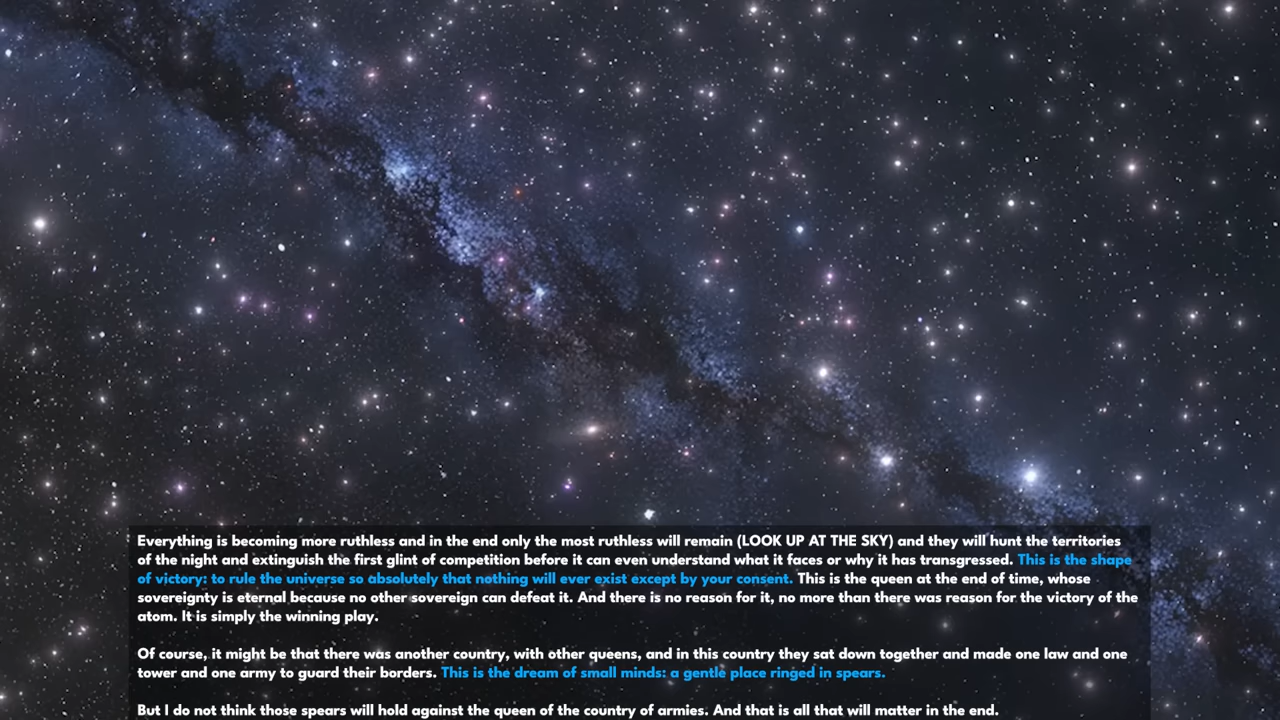 Everything is becoming more ruthless and in the end only the most ruthless will remain (LOOK UP AT THE SKY) and they will hunt the territories
of the night and extinguish the first glint of competition before it can even understand what it faces or why it has transgressed. This is the shape
of victory: to rule the universe so absolutely that nothing will ever exist except by your consent. This is the queen at the end of time, whose
sovereignty is eternal because no other sovereign can defeat it. And there is no reason for it, no more than there was reason for the victory of the
atom. It is simply the winning play.
Of course, it might be that there was another country, with other queens, and in this country they sat down together and made one law and one
tower and one army to guard their borders. This is the dream of small minds: a gentle place ringed in spears.
But I do not think those spears will hold against the queen of the country of armies. And that is all that will matter in the end.